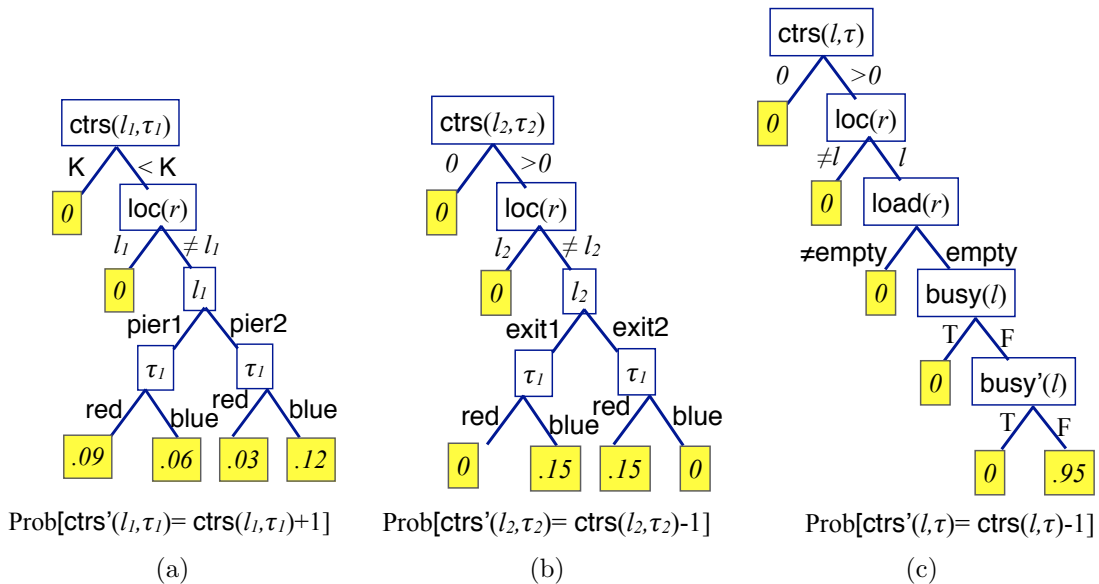 ctrs(l₁,τ₁)
K
< K
0
loc(r)
l₁
≠ l₁
0
l₁
pier1
pier2
τ₁
τ₁
red
blue
red
blue
.09
.06
.03
.12
Prob[ctrs'(l₁,τ₁)= ctrs(l₁,τ₁)+1]
(a)
ctrs(l₂,τ₂)
0
>0
0
loc(r)
l₂
≠ l₂
0
l₂
exit1
exit2
τ₁
τ₁
red
blue
red
blue
0
.15
.15
0
Prob[ctrs'(l₂,τ₂)= ctrs(l₂,τ₂)-1]
(b)
ctrs(l,τ)
0
>0
0
loc(r)
≠l
l
0
load(r)
≠empty
empty
0
busy(l)
T
F
0
busy'(l)
T
F
0
.95
Prob[ctrs'(l,τ)= ctrs(l,τ)-1]
(c)